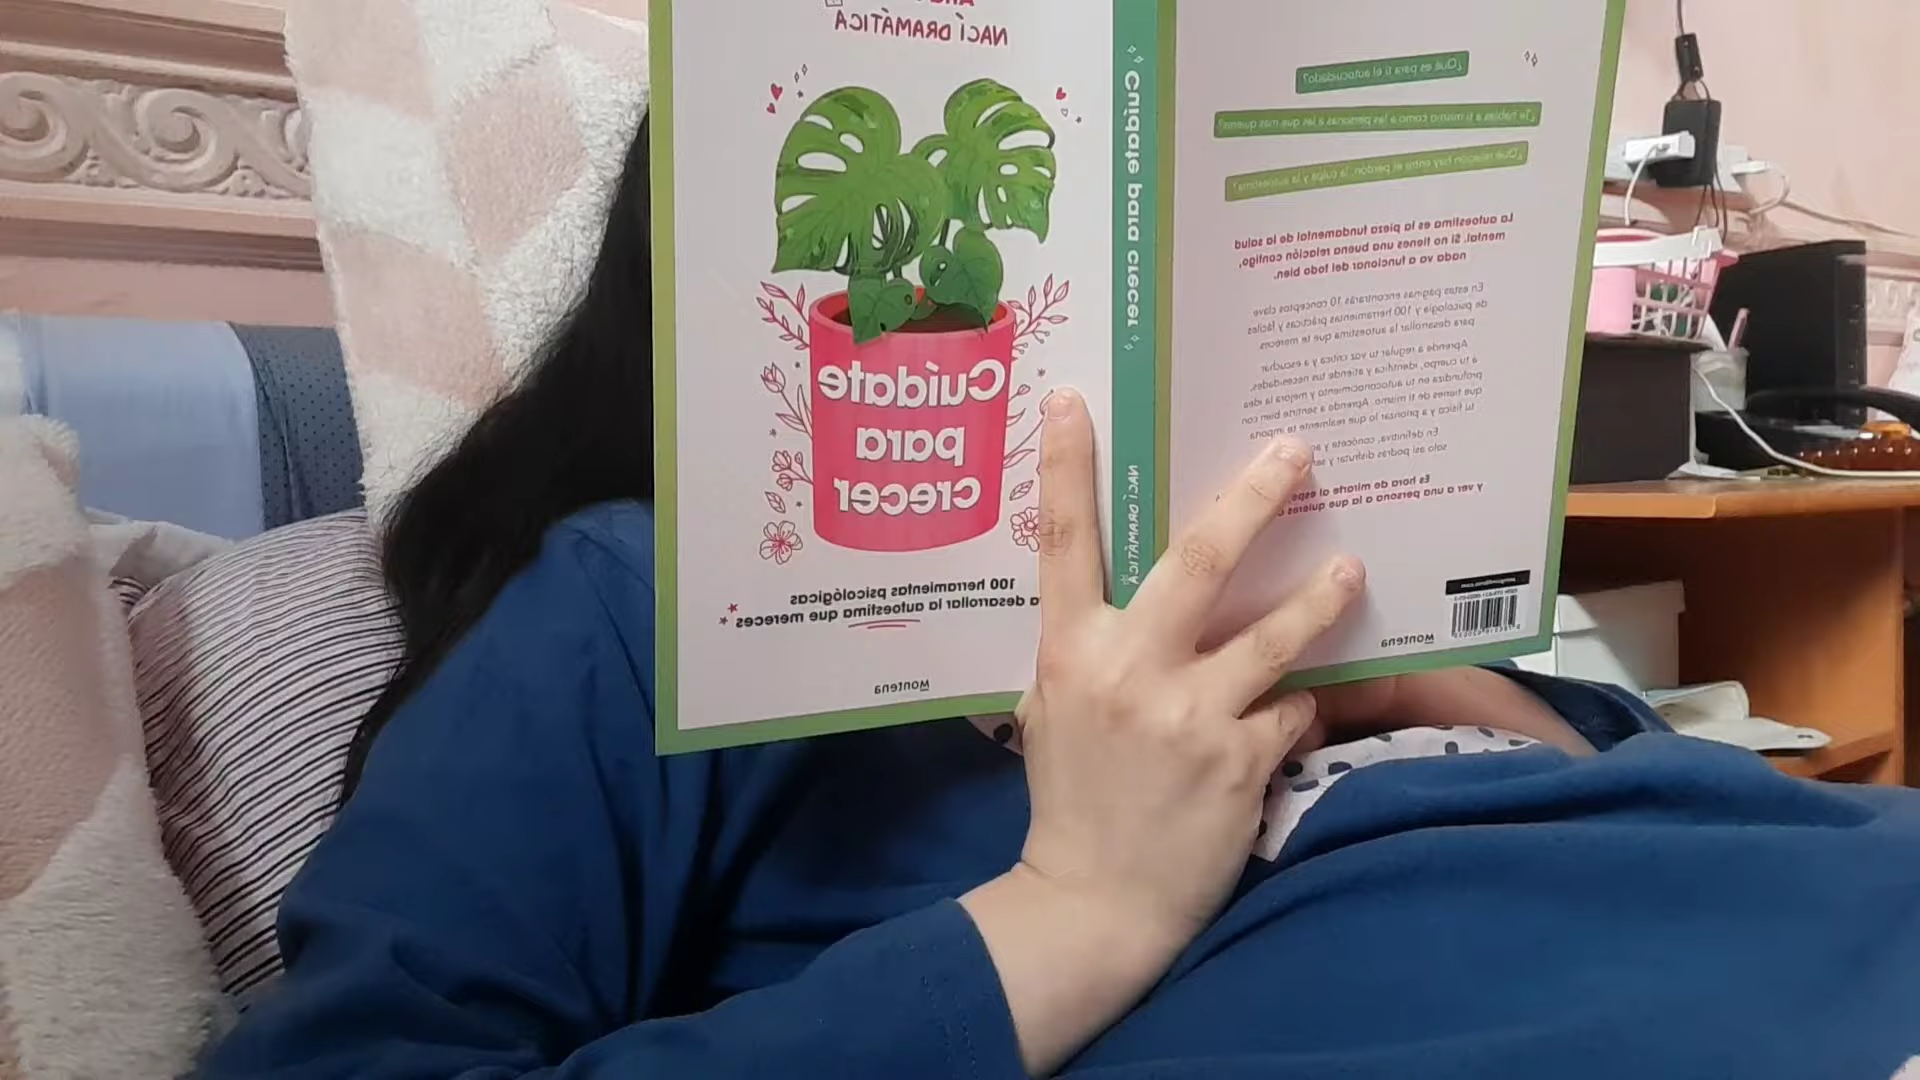 NACÍ DRAMÁTICA
Cuídate
para
crecer
100 herramientas psicológicas
desarrollar la autoestima que mereces
Montena
Cuídate para crecer
NACÍ DRAMÁTICA
¿Qué es para ti el autocuidado?
¿Te hablas a ti misma como a las personas a las que más quieres?
¿Qué relación hay entre el perdón, la culpa y la autoestima?
La autoestima es la pieza fundamental de la salud
mental. Si no tienes una buena relación contigo,
nada va a funcionar del todo bien.
En estas páginas encontrarás 10 conceptos clave
de psicología y 100 herramientas prácticas y fáciles
para desarrollar la autoestima que te mereces.
Aprende a regular tu voz crítica y a escuchar
a tu cuerpo, identifica y atiende tus necesidades,
profundiza en tu autoconocimiento y mejora la idea
que tienes de ti mismo. Aprende a sentirte bien con
tu físico y a priorizar lo que realmente te importa
En definitiva, conócete y
solo así podrás disfrutar y
Es hora de mirarte al
y ver a una persona a la que quieres
Montena